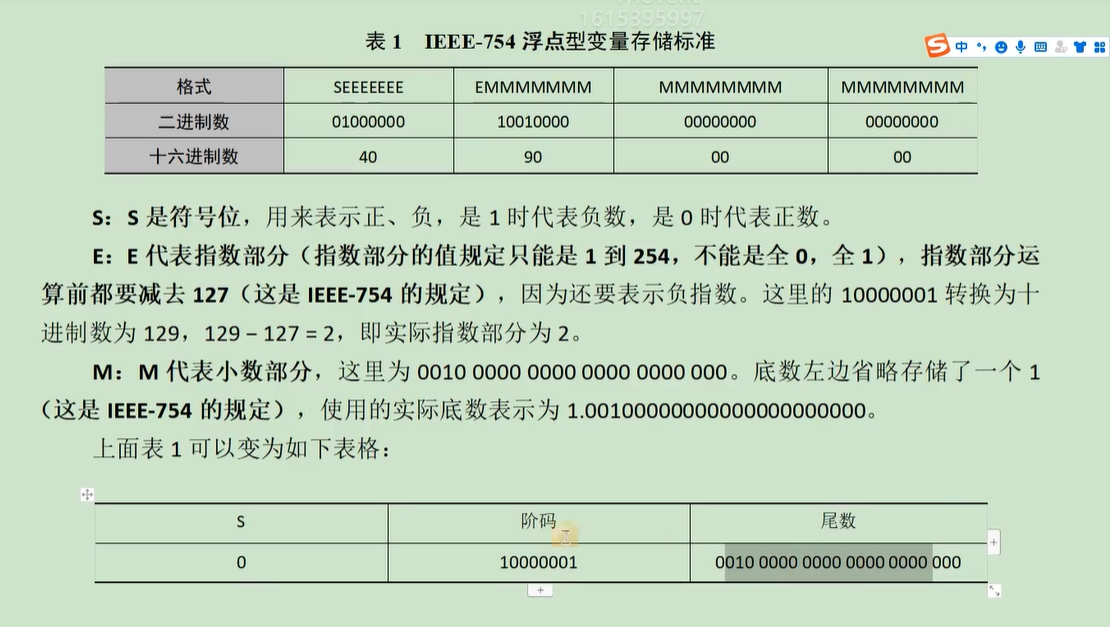 1615395997
表 1 IEEE-754 浮点型变量存储标准
中
格式 SEEEEEEE EMMMMMMM MMMMMMMM MMMMMMMM
二进制数 01000000 10010000 00000000 00000000
十六进制数 40 90 00 00
S：S 是符号位，用来表示正、负，是 1 时代表负数，是 0 时代表正数。
E：E 代表指数部分（指数部分的值规定只能是 1 到 254，不能是全 0，全 1），指数部分运
算前都要减去 127（这是 IEEE-754 的规定），因为还要表示负指数。这里的 10000001 转换为十
进制数为 129，129 – 127 = 2，即实际指数部分为 2。
M：M 代表小数部分，这里为 0010 0000 0000 0000 0000 000。底数左边省略存储了一个 1
（这是 IEEE-754 的规定），使用的实际底数表示为 1.00100000000000000000000。
上面表 1 可以变为如下表格：
S 阶码 尾数
0 10000001 0010 0000 0000 0000 0000 000